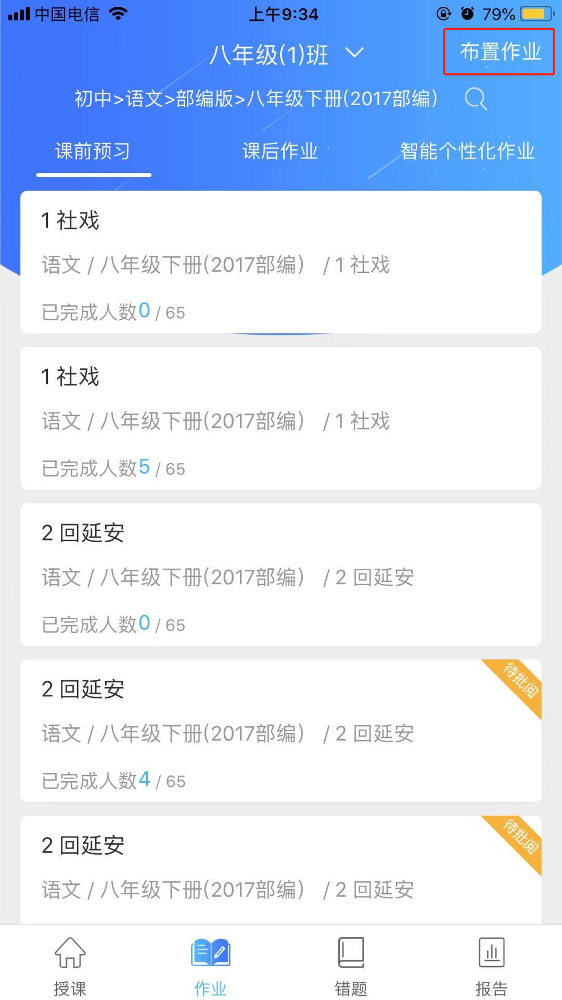 中国电信 上午9:34 79%
八年级(1)班 布置作业
初中>语文>部编版>八年级下册(2017部编）
课前预习 课后作业 智能个性化作业
1 社戏
语文 / 八年级下册(2017部编） / 1 社戏
已完成人数0 / 65
1 社戏
语文 / 八年级下册(2017部编） / 1 社戏
已完成人数5 / 65
2 回延安
语文 / 八年级下册(2017部编） / 2 回延安
已完成人数0 / 65
2 回延安 待批阅
语文 / 八年级下册(2017部编） / 2 回延安
已完成人数4 / 65
2 回延安 待批阅
语文 / 八年级下册(2017部编） / 2 回延安
授课 作业 错题 报告